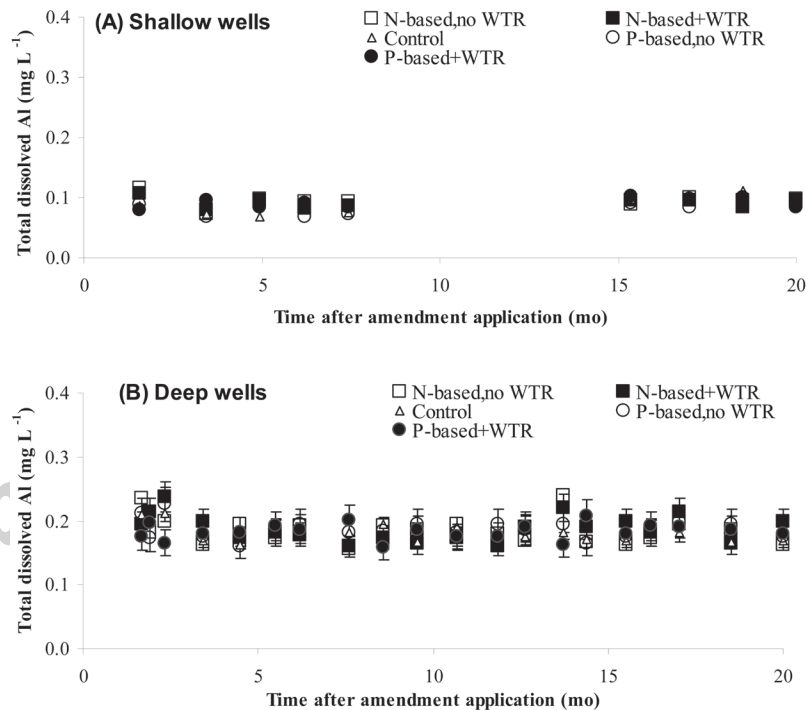 (A) Shallow wells
N-based,no WTR
N-based+WTR
Control
P-based,no WTR
P-based+WTR
Total dissolved Al (mg L -1)
0.4
0.3
0.2
0.1
0.0
0 5 10 15 20
Time after amendment application (mo)
(B) Deep wells
N-based,no WTR
N-based+WTR
Control
P-based,no WTR
P-based+WTR
Total dissolved Al (mg L -1)
0.4
0.3
0.2
0.1
0.0
0 5 10 15 20
Time after amendment application (mo)